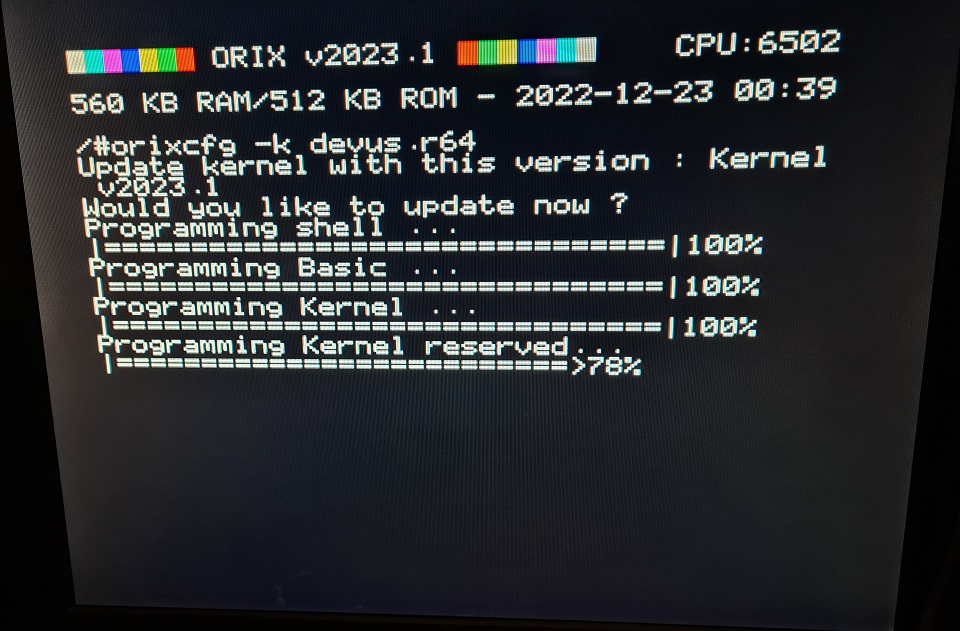 ORIX v2023.1 CPU:6502
560 KB RAM/512 KB ROM - 2022-12-23 00:39
/#orixcfg -k devus.r64
Update kernel with this version : Kernel
v2023.1
Would you like to update now ?
Programming shell ...
|=================================|100%
Programming Basic ...
|=================================|100%
Programming Kernel ...
|=================================|100%
Programming Kernel reserved...
|===========================>78%